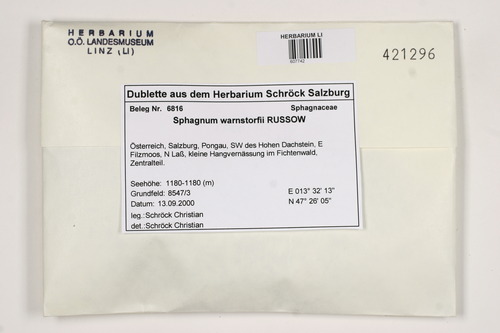 HERBARIUM
O.Ö. LANDESMUSEUM
LINZ (LI)
HERBARIUM LI
421296
Dublette aus dem Herbarium Schröck Salzburg
Beleg Nr. 6816 Sphagnaceae
Sphagnum warnstorfii RUSSOW
Österreich, Salzburg, Pongau, SW des Hohen Dachstein, E
Filzmoos, N Laß, kleine Hangvernässung im Fichtenwald,
Zentralteil.
Seehöhe: 1180-1180 (m)
Grundfeld: 8547/3 E 013° 32' 13"
Datum: 13.09.2000 N 47° 26' 05"
leg.:Schröck Christian
det.:Schröck Christian